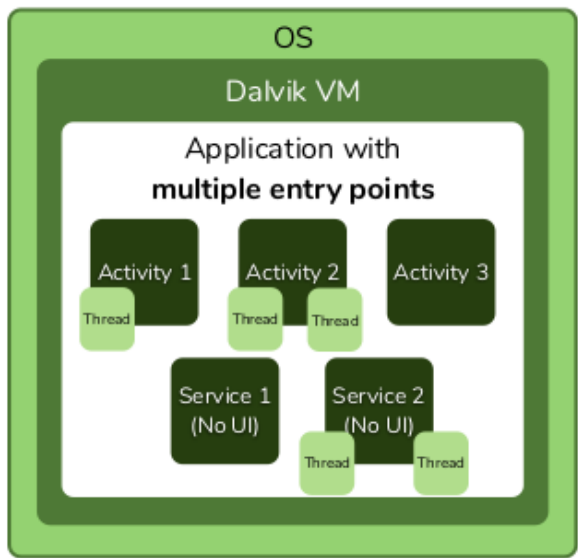 OS
Dalvik VM
Application with
multiple entry points
Activity 1
Thread
Activity 2
Thread
Thread
Activity 3
Service 1
(No UI)
Service 2
(No UI)
Thread
Thread